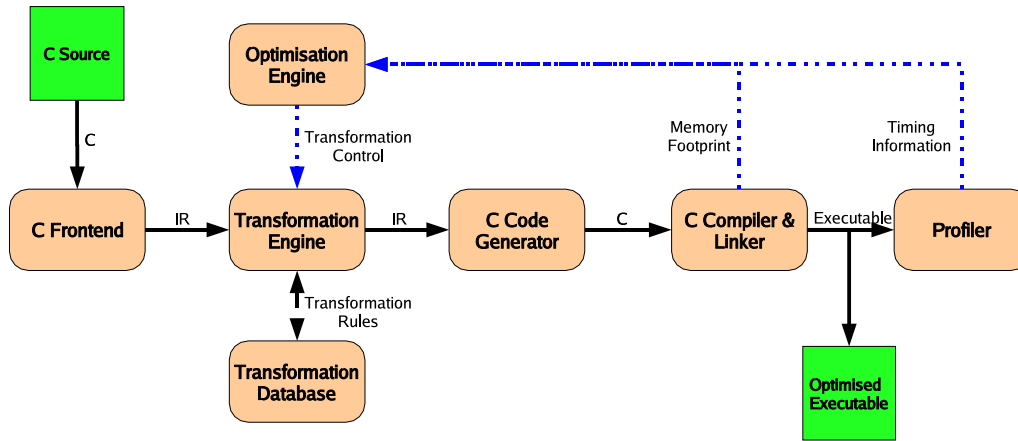 C Source
Optimisation
Engine
C
Transformation
Control
Memory
Footprint
Timing
Information
C Frontend
IR
Transformation
Engine
IR
C Code
Generator
C
C Compiler &
Linker
Executable
Profiler
Transformation
Rules
Transformation
Database
Optimised
Executable